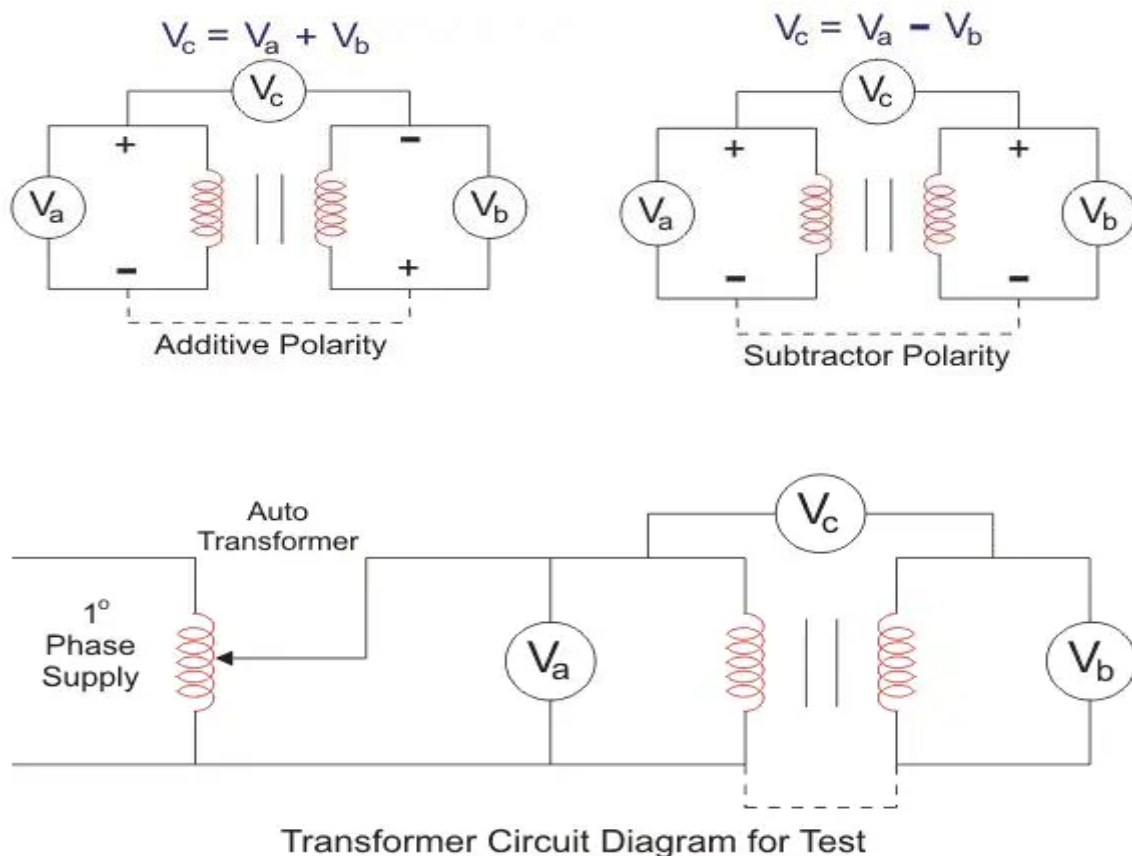 Vc = Va + Vb
Vc
+
−
Va
Vb
−
+
Additive Polarity
Vc = Va − Vb
Vc
+
+
Va
Vb
−
−
Subtractor Polarity
Auto
Transformer
1o
Phase
Supply
Va
Vc
Vb
Transformer Circuit Diagram for Test